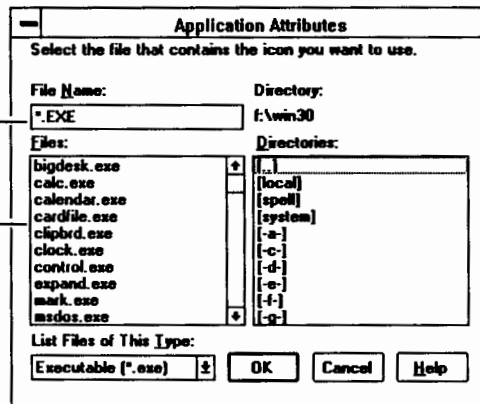 Application Attributes
Select the file that contains the icon you want to use.
File Name:
*.EXE
Directory:
f:\win30
Files:
bigdesk.exe
calc.exe
calendar.exe
cardfile.exe
clipbrd.exe
clock.exe
control.exe
expand.exe
mark.exe
msdos.exe
Directories:
[..]
[local]
[spell]
[system]
[-a-]
[-c-]
[-d-]
[-e-]
[-f-]
[-g-]
List Files of This Type:
Executable (*.exe)
OK
Cancel
Help